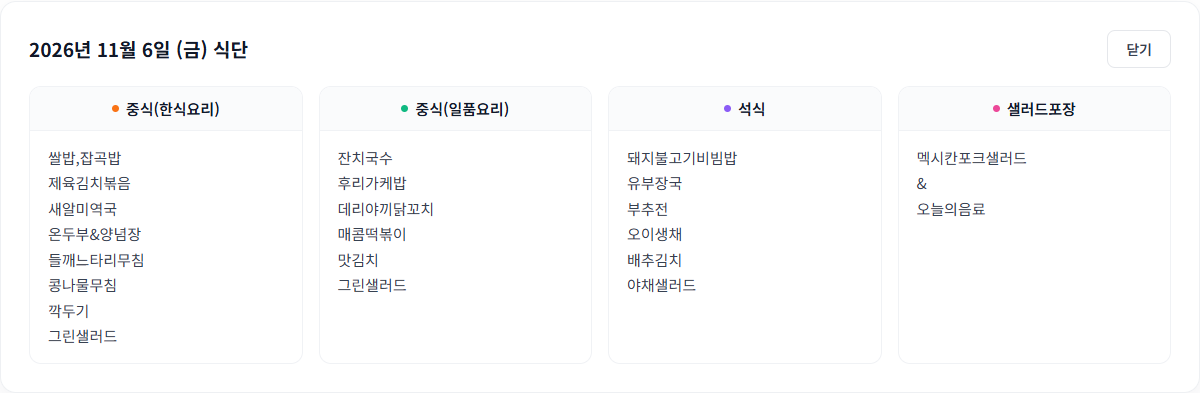 2026년 11월 6일 (금) 식단
닫기
중식(한식요리)
쌀밥,잡곡밥
제육김치볶음
새알미역국
온두부&양념장
들깨느타리무침
콩나물무침
깍두기
그린샐러드
중식(일품요리)
잔치국수
후리가케밥
데리야끼닭꼬치
매콤떡볶이
맛김치
그린샐러드
석식
돼지불고기비빔밥
유부장국
부추전
오이생채
배추김치
야채샐러드
샐러드포장
멕시칸포크샐러드
&
오늘의음료